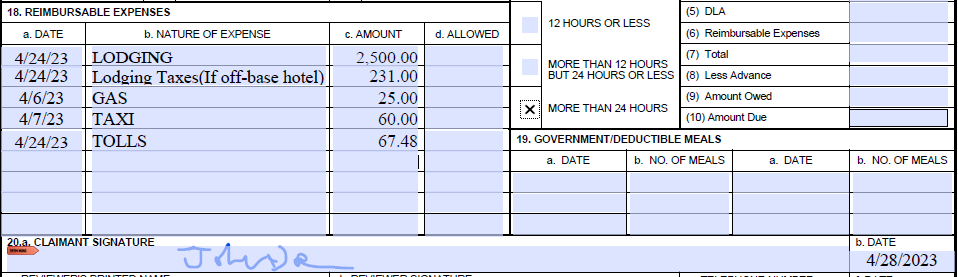 18. REIMBURSABLE EXPENSES
a. DATE b. NATURE OF EXPENSE c. AMOUNT d. ALLOWED
4/24/23 LODGING 2,500.00
4/24/23 Lodging Taxes(If off-base hotel) 231.00
4/6/23 GAS 25.00
4/7/23 TAXI 60.00
4/24/23 TOLLS 67.48
12 HOURS OR LESS
MORE THAN 12 HOURS
BUT 24 HOURS OR LESS
X MORE THAN 24 HOURS
(5) DLA
(6) Reimbursable Expenses
(7) Total
(8) Less Advance
(9) Amount Owed
(10) Amount Due
19. GOVERNMENT/DEDUCTIBLE MEALS
a. DATE b. NO. OF MEALS a. DATE b. NO. OF MEALS
20.a. CLAIMANT SIGNATURE b. DATE
4/28/2023